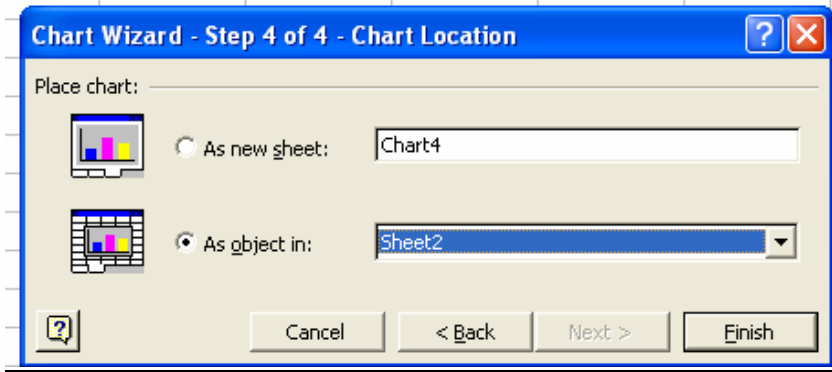 Chart Wizard - Step 4 of 4 - Chart Location
Place chart:
As new sheet: Chart4
As object in: Sheet2
Cancel < Back Next > Finish